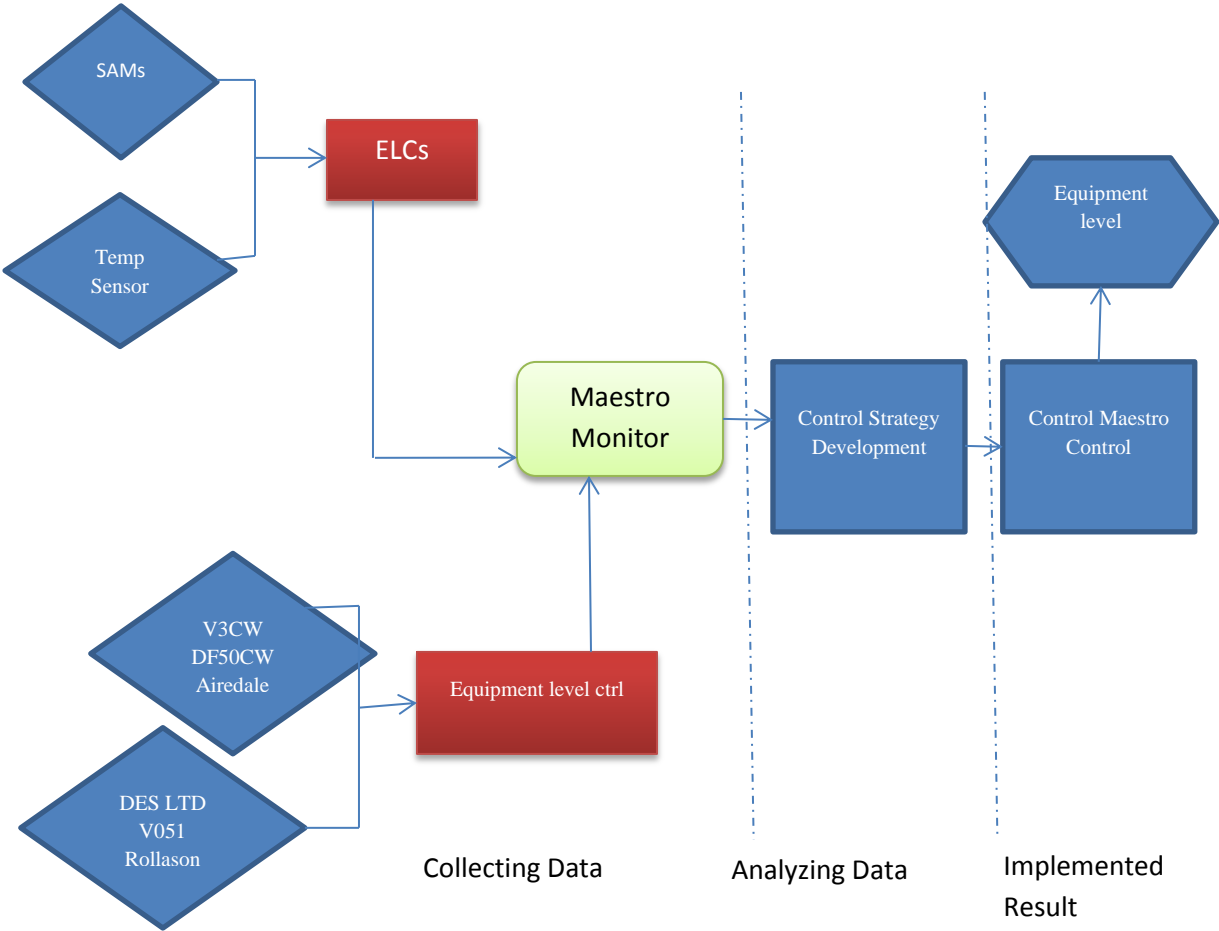 SAMs
ELCs
Temp
Sensor
Equipment
level
Maestro
Monitor
Control Strategy
Development
Control Maestro
Control
V3CW
DF50CW
Airedale
Equipment level ctrl
DES LTD
V051
Rollason
Collecting Data
Analyzing Data
Implemented
Result